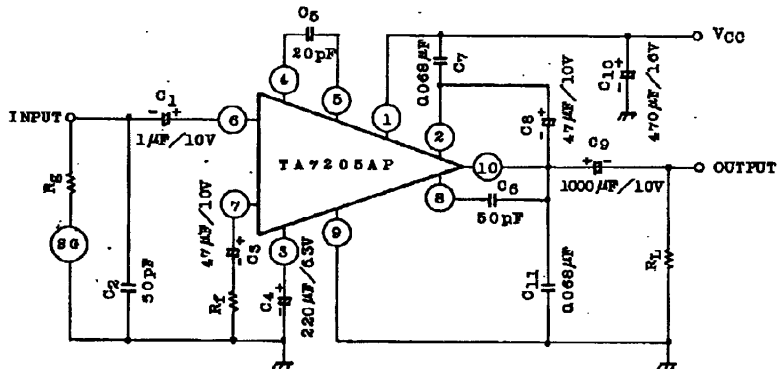 C5
20pF
VCC
0.068μF
C7
C10
470μF/16V
4
5
1
C1
INPUT
1μF/10V
6
2
C8
47μF/10V
C9
TA7205AP
10
OUTPUT
1000μF/10V
Rg
47μF/10V
7
8
C6
50pF
SG
C2
50pF
C3
3
9
C4
220μF/6.3V
Rf
C11
0.068μF
RL